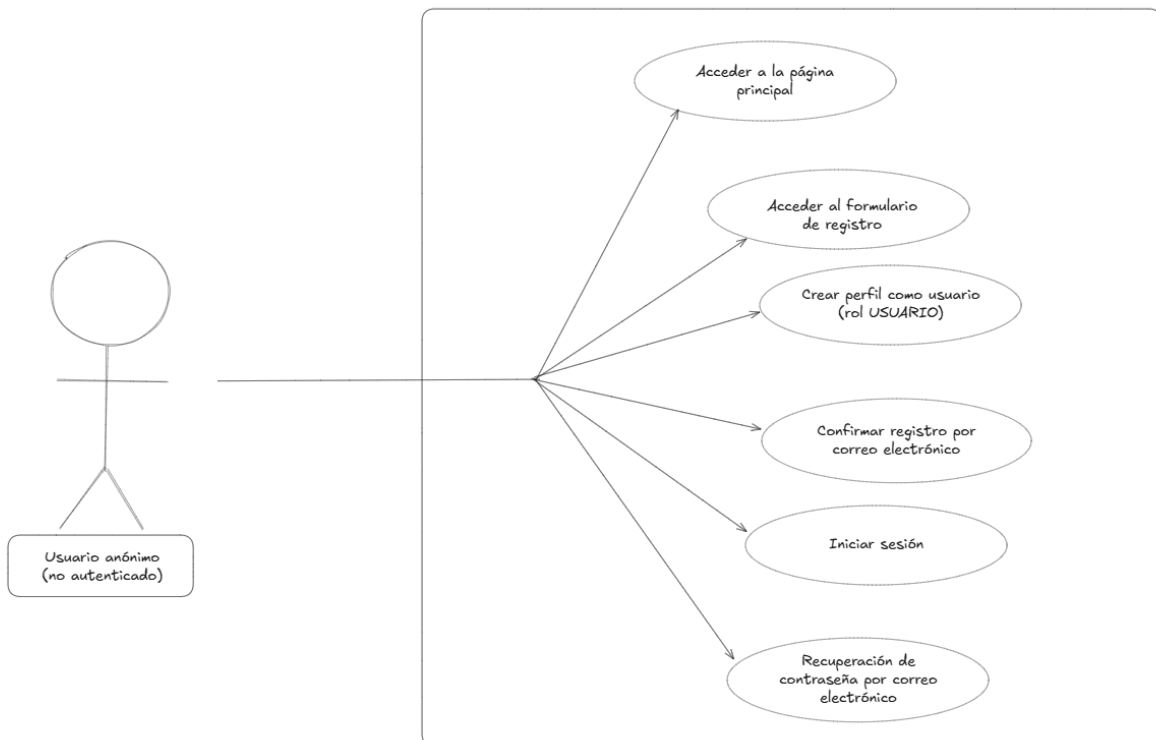 Acceder a la página
principal
Acceder al formulario
de registro
Crear perfil como usuario
(rol USUARIO)
Confirmar registro por
correo electrónico
Usuario anónimo
(no autenticado)
Iniciar sesión
Recuperación de
contraseña por correo
electrónico